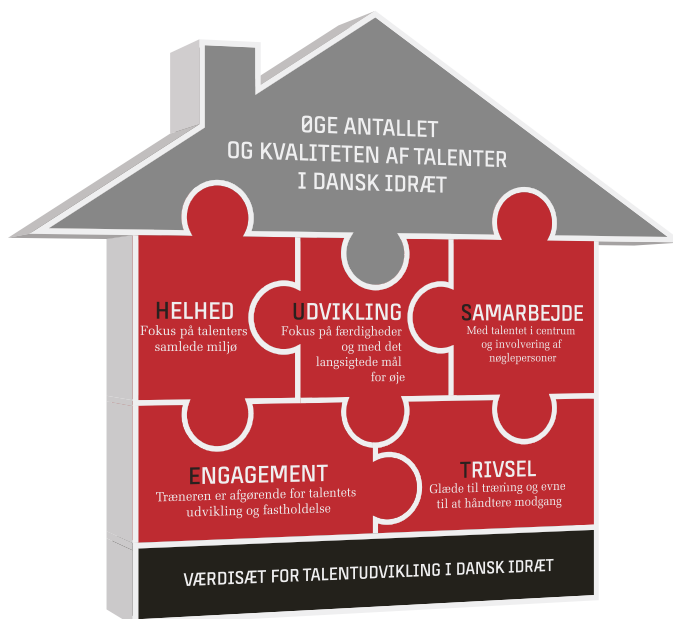 ØGE ANTALLET
OG KVALITETEN AF TALENTER
I DANSK IDRÆT
HELHED
Fokus på talenters
samlede miljø
UDVIKLING
Fokus på færdigheder
og med det
langsigtede mål
for øje
SAMARBEJDE
Med talentet i centrum
og involvering af
nøglepersoner
ENGAGEMENT
Træneren er afgørende for talentets
udvikling og fastholdelse
TRIVSEL
Glæde til træning og evne
til at håndtere modgang
VÆRDISÆT FOR TALENTUDVIKLING I DANSK IDRÆT